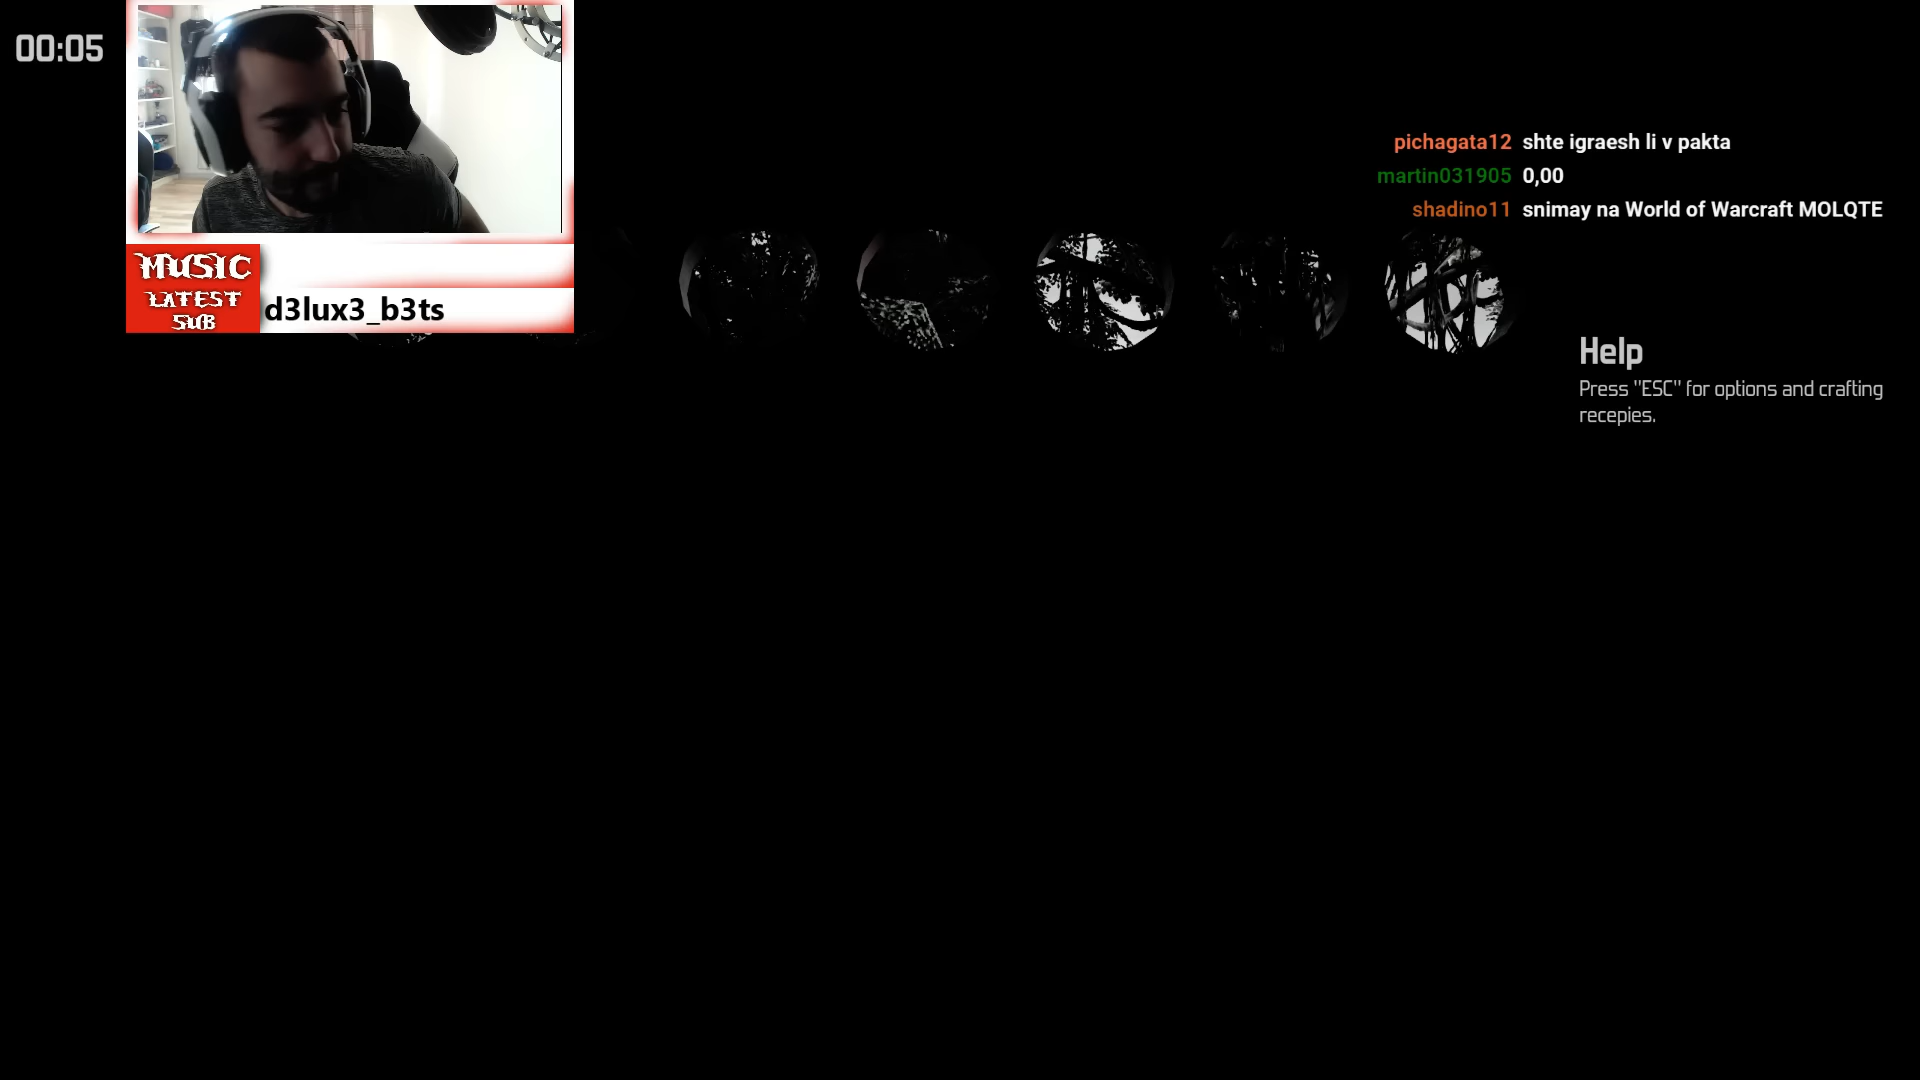 00:05
MUSIC
LATEST
SUB
d3lux3_b3ts
pichagata12 shte igraesh li v pakta
martin031905 0,00
shadino11 snimay na World of Warcraft MOLQTE
Help
Press "ESC" for options and crafting
recepies.